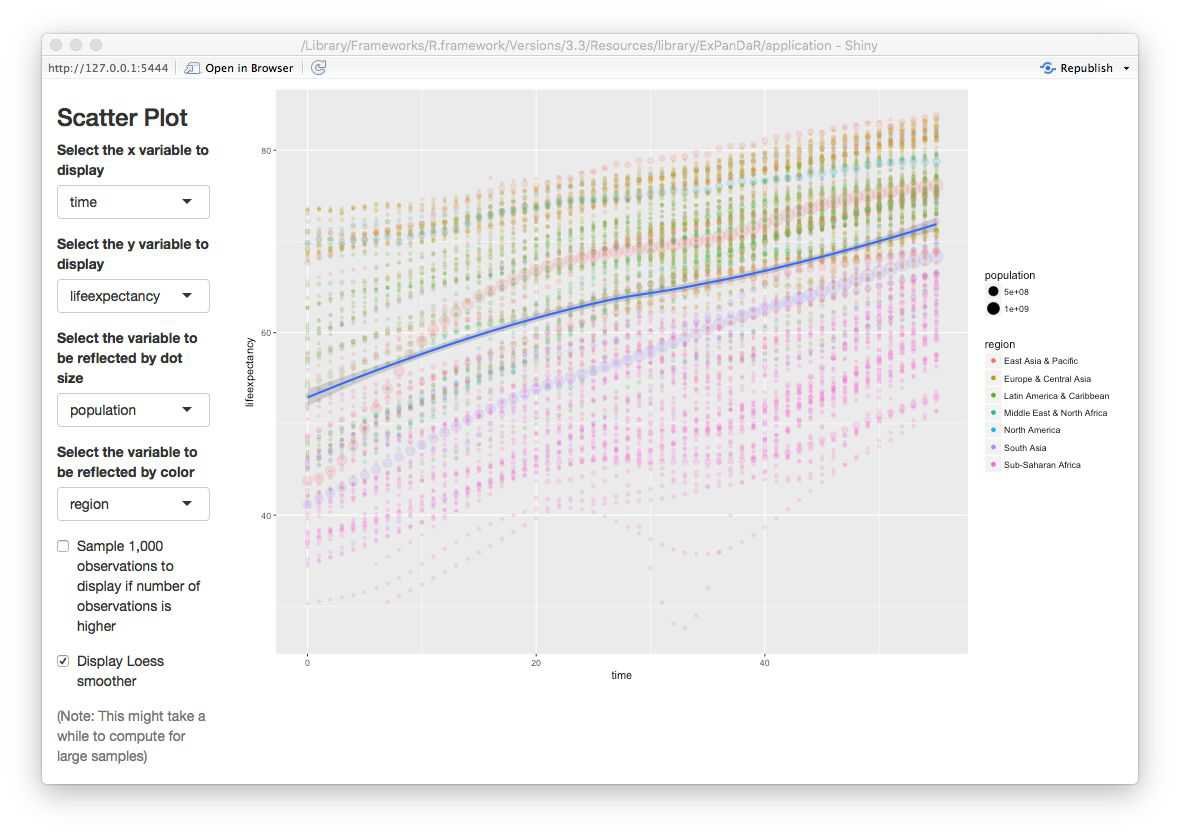 /Library/Frameworks/R.framework/Versions/3.3/Resources/library/ExPanDaR/application - Shiny
http://127.0.0.1:5444
Open in Browser
Republish
Scatter Plot
Select the x variable to
display
time
Select the y variable to
display
lifeexpectancy
Select the variable to
be reflected by dot
size
population
Select the variable to
be reflected by color
region
Sample 1,000
observations to
display if number of
observations is
higher
Display Loess
smoother
(Note: This might take a
while to compute for
large samples)
lifeexpectancy
80
60
40
0
20
40
time
population
5e+08
1e+09
region
East Asia & Pacific
Europe & Central Asia
Latin America & Caribbean
Middle East & North Africa
North America
South Asia
Sub-Saharan Africa